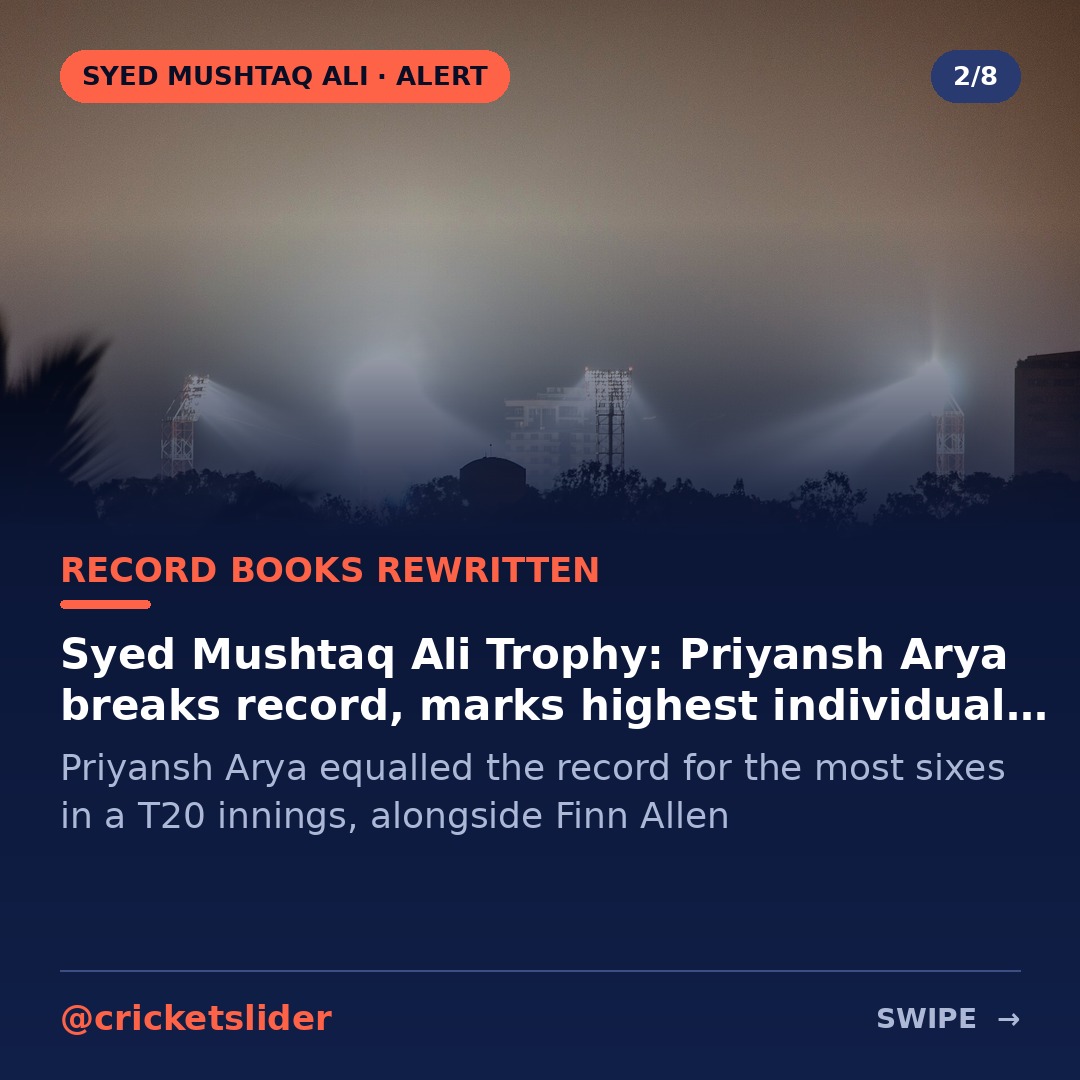 SYED MUSHTAQ ALI · ALERT
2/8
RECORD BOOKS REWRITTEN
Syed Mushtaq Ali Trophy: Priyansh Arya
breaks record, marks highest individual…
Priyansh Arya equalled the record for the most sixes
in a T20 innings, alongside Finn Allen
@cricketslider
SWIPE →